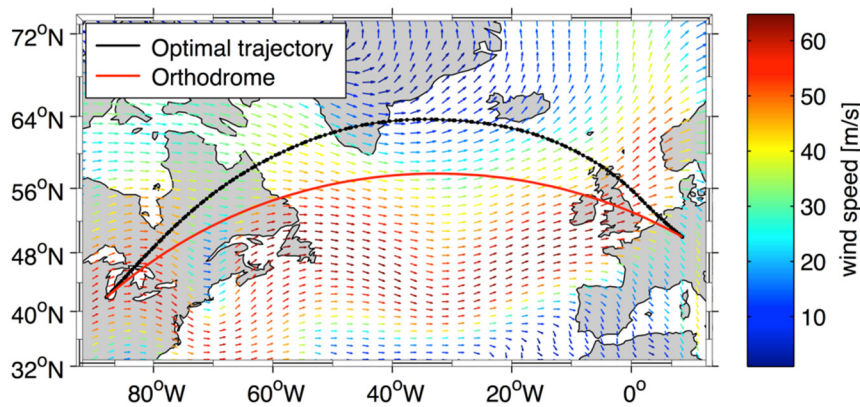 Optimal trajectory
Orthodrome
72°N
64°N
56°N
48°N
40°N
32°N
80°W
60°W
40°W
20°W
0°
60
50
40
30
20
10
wind speed [m/s]